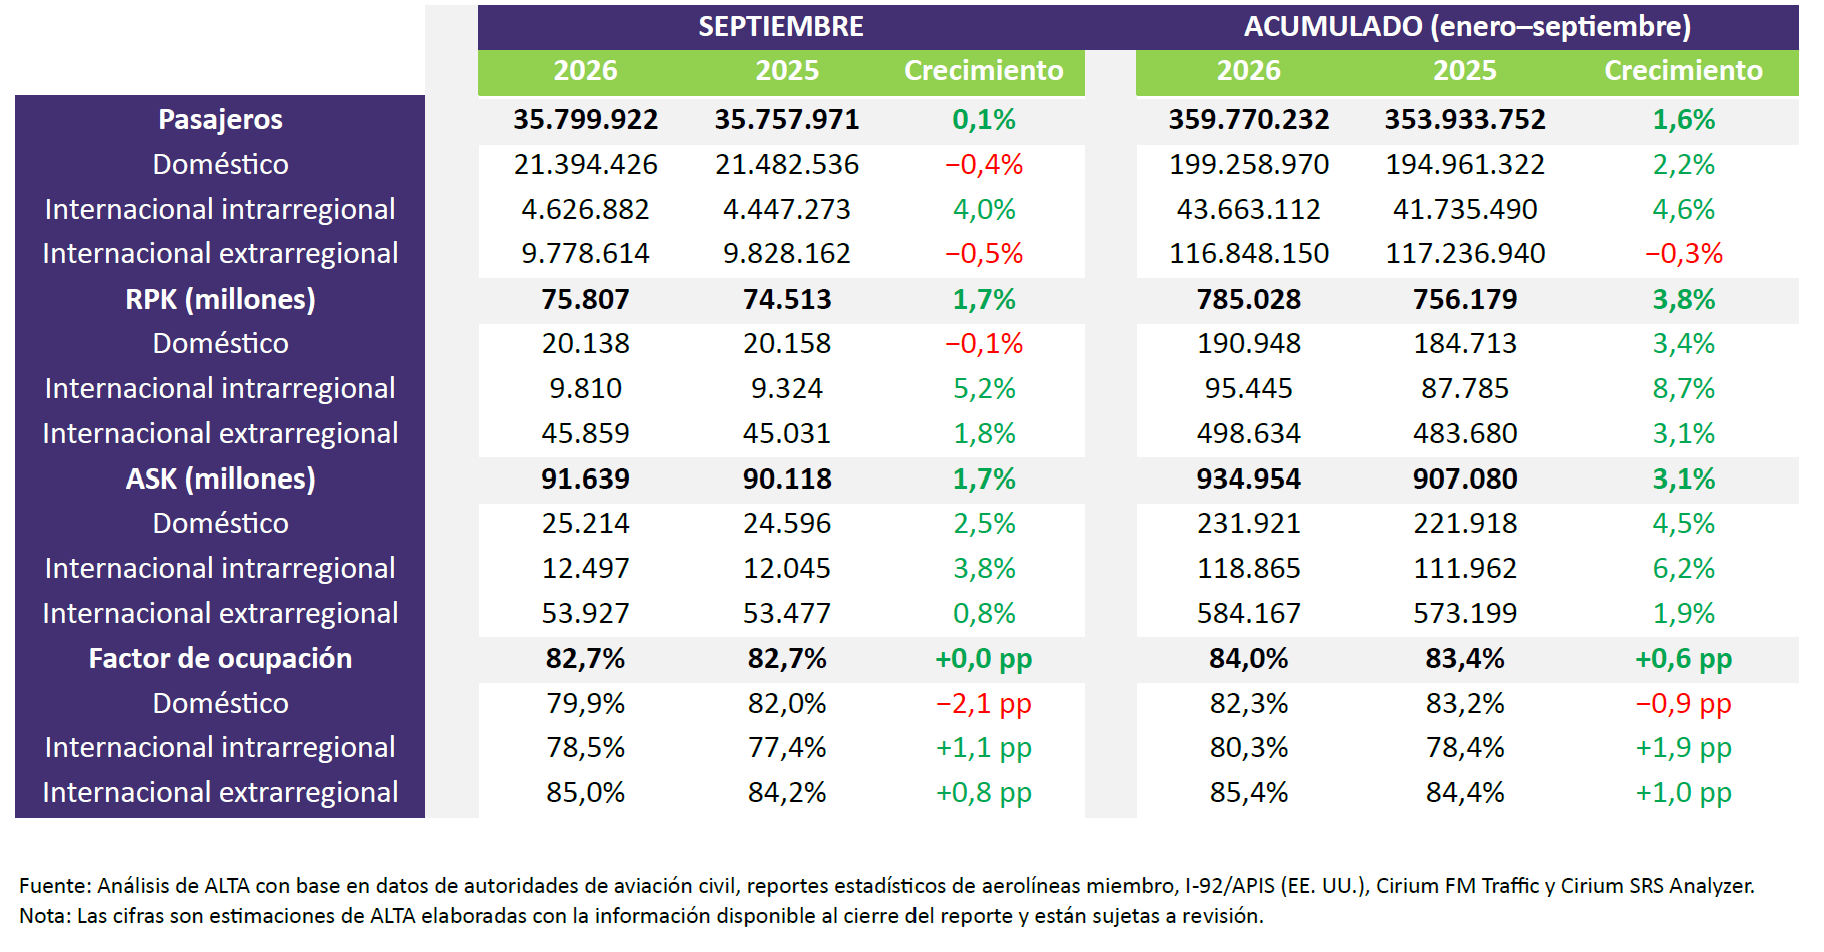 SEPTIEMBRE ACUMULADO (enero–septiembre)
2026 2025 Crecimiento 2026 2025 Crecimiento
Pasajeros 35.799.922 35.757.971 0,1% 359.770.232 353.933.752 1,6%
Doméstico 21.394.426 21.482.536 −0,4% 199.258.970 194.961.322 2,2%
Internacional intrarregional 4.626.882 4.447.273 4,0% 43.663.112 41.735.490 4,6%
Internacional extrarregional 9.778.614 9.828.162 −0,5% 116.848.150 117.236.940 −0,3%
RPK (millones) 75.807 74.513 1,7% 785.028 756.179 3,8%
Doméstico 20.138 20.158 −0,1% 190.948 184.713 3,4%
Internacional intrarregional 9.810 9.324 5,2% 95.445 87.785 8,7%
Internacional extrarregional 45.859 45.031 1,8% 498.634 483.680 3,1%
ASK (millones) 91.639 90.118 1,7% 934.954 907.080 3,1%
Doméstico 25.214 24.596 2,5% 231.921 221.918 4,5%
Internacional intrarregional 12.497 12.045 3,8% 118.865 111.962 6,2%
Internacional extrarregional 53.927 53.477 0,8% 584.167 573.199 1,9%
Factor de ocupación 82,7% 82,7% +0,0 pp 84,0% 83,4% +0,6 pp
Doméstico 79,9% 82,0% −2,1 pp 82,3% 83,2% −0,9 pp
Internacional intrarregional 78,5% 77,4% +1,1 pp 80,3% 78,4% +1,9 pp
Internacional extrarregional 85,0% 84,2% +0,8 pp 85,4% 84,4% +1,0 pp
Fuente: Análisis de ALTA con base en datos de autoridades de aviación civil, reportes estadísticos de aerolíneas miembro, I-92/APIS (EE. UU.), Cirium FM Traffic y Cirium SRS Analyzer.
Nota: Las cifras son estimaciones de ALTA elaboradas con la información disponible al cierre del reporte y están sujetas a revisión.